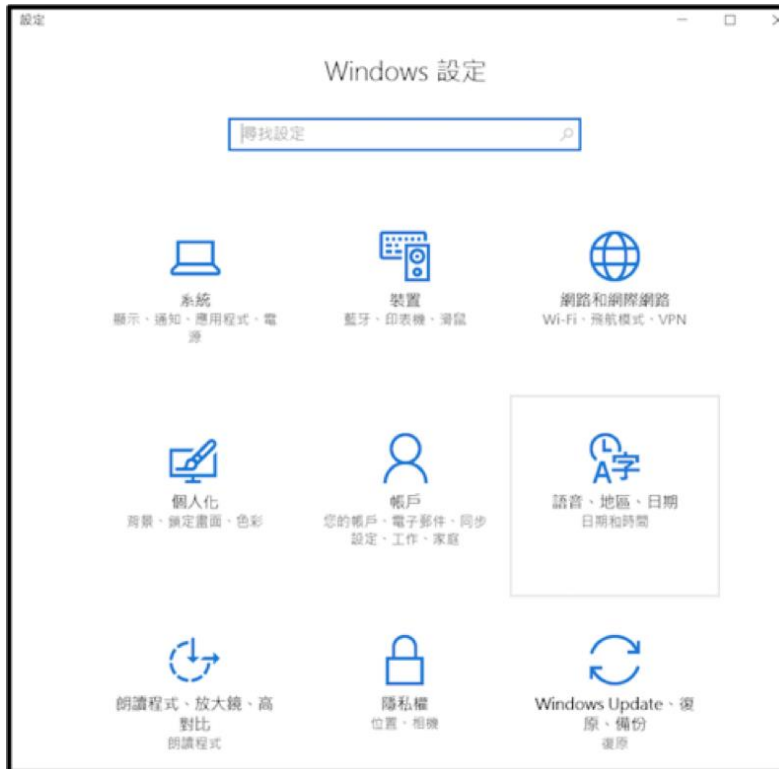 設定
Windows 設定
尋找設定
系統
顯示、通知、應用程式、電
源
裝置
藍牙、印表機、滑鼠
網路和網際網路
Wi-Fi、飛航模式、VPN
個人化
背景、鎖定畫面、色彩
帳戶
您的帳戶、電子郵件、同步
設定、工作、家庭
A字
語音、地區、日期
日期和時間
朗讀程式、放大鏡、高
對比
朗讀程式
隱私權
位置、相機
Windows Update、復
原、備份
復原